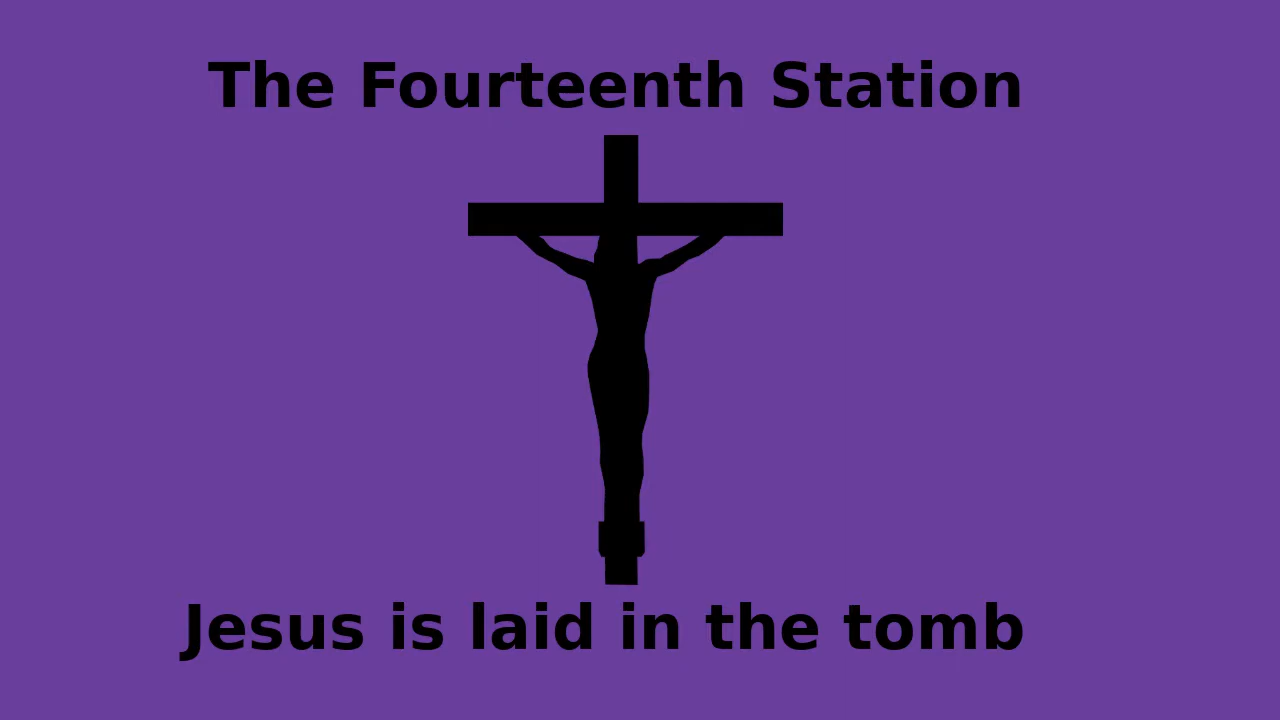 The Fourteenth Station
Jesus is laid in the tomb